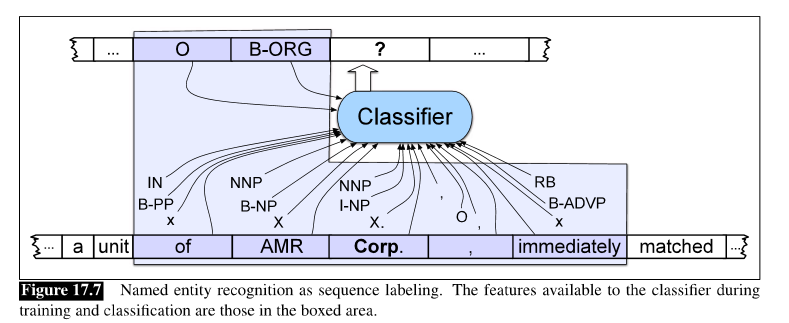 ... O B-ORG ? ...
Classifier
IN NNP NNP , RB
B-PP B-NP I-NP O B-ADVP
x X X. , x
... a unit of AMR Corp. , immediately matched ...
Figure 17.7 Named entity recognition as sequence labeling. The features available to the classifier during
training and classification are those in the boxed area.